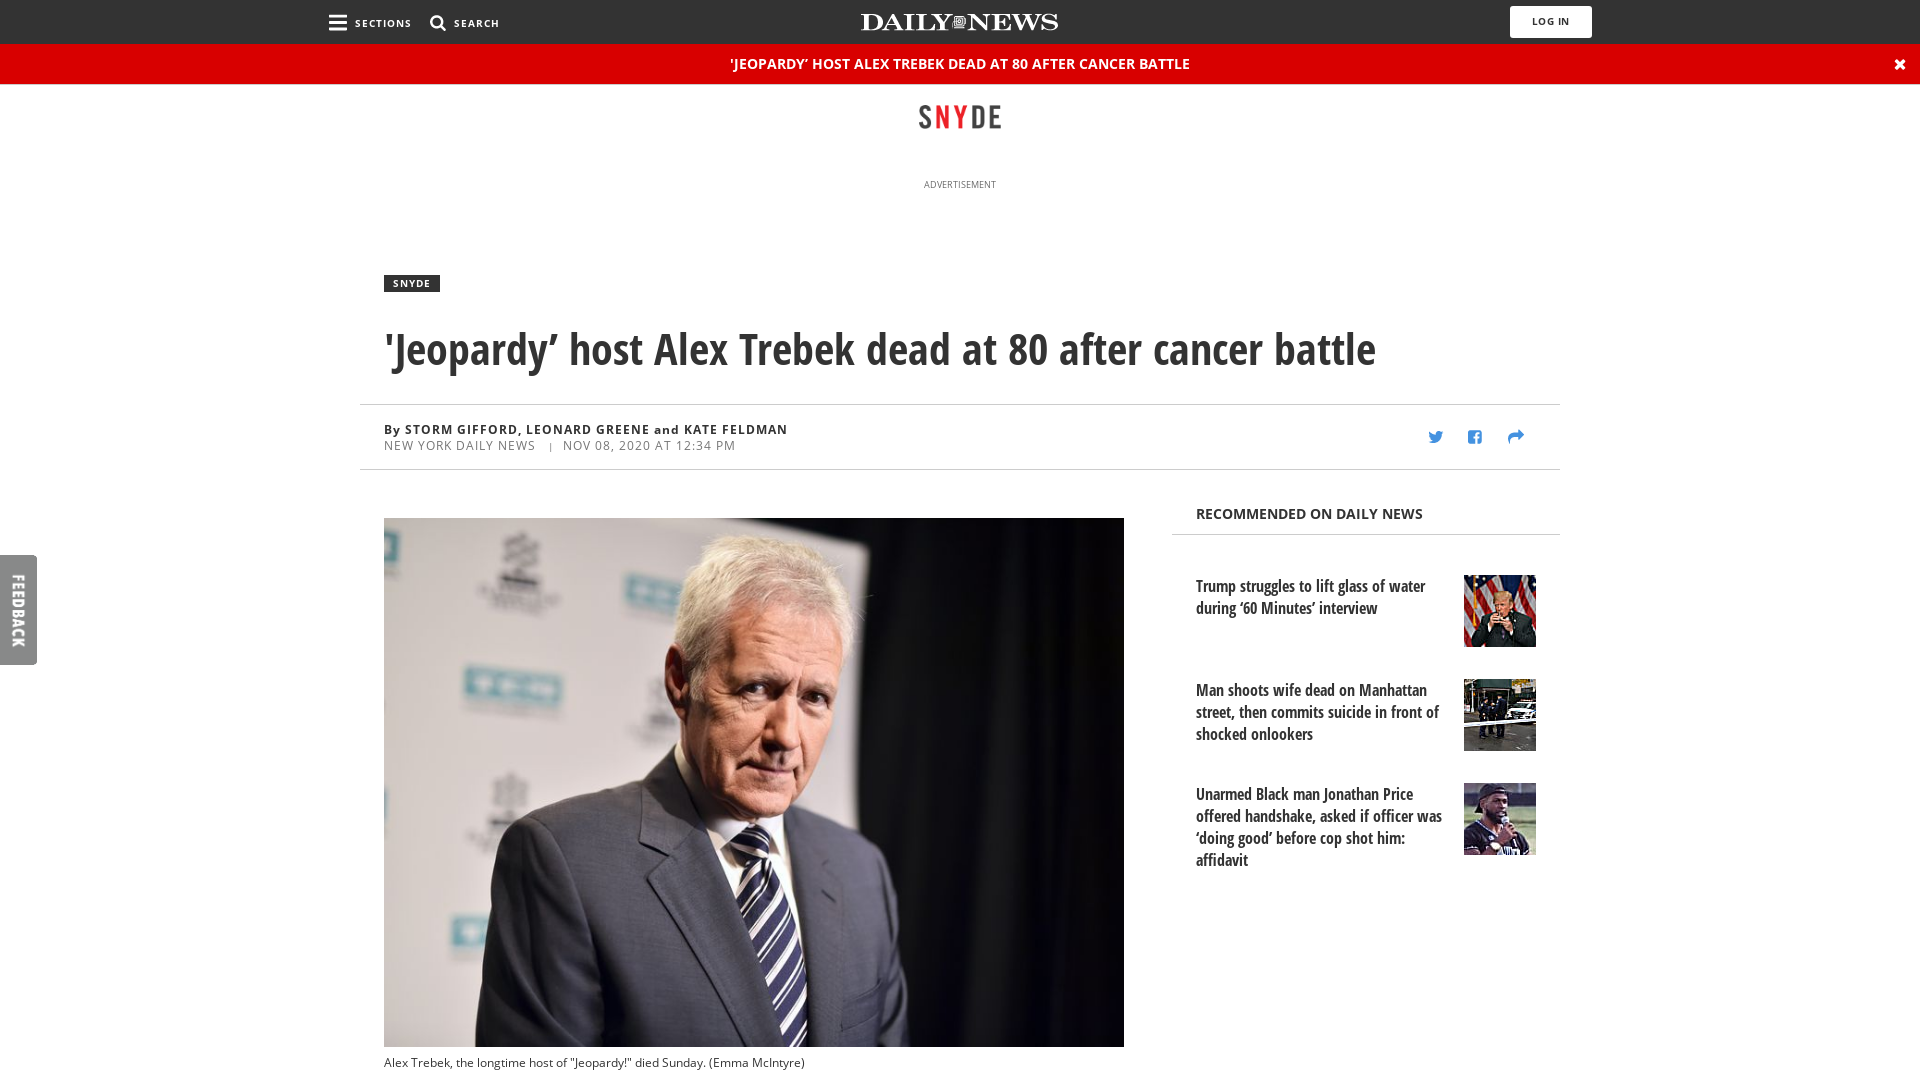 SECTIONS
SEARCH
DAILY NEWS
LOG IN
'JEOPARDY’ HOST ALEX TREBEK DEAD AT 80 AFTER CANCER BATTLE
SNYDE
ADVERTISEMENT
SNYDE
'Jeopardy’ host Alex Trebek dead at 80 after cancer battle
By STORM GIFFORD, LEONARD GREENE and KATE FELDMAN
NEW YORK DAILY NEWS | NOV 08, 2020 AT 12:34 PM
RECOMMENDED ON DAILY NEWS
Trump struggles to lift glass of water
during ‘60 Minutes’ interview
Man shoots wife dead on Manhattan
street, then commits suicide in front of
shocked onlookers
Unarmed Black man Jonathan Price
offered handshake, asked if officer was
‘doing good’ before cop shot him:
affidavit
FEEDBACK
Alex Trebek, the longtime host of "Jeopardy!" died Sunday. (Emma McIntyre)